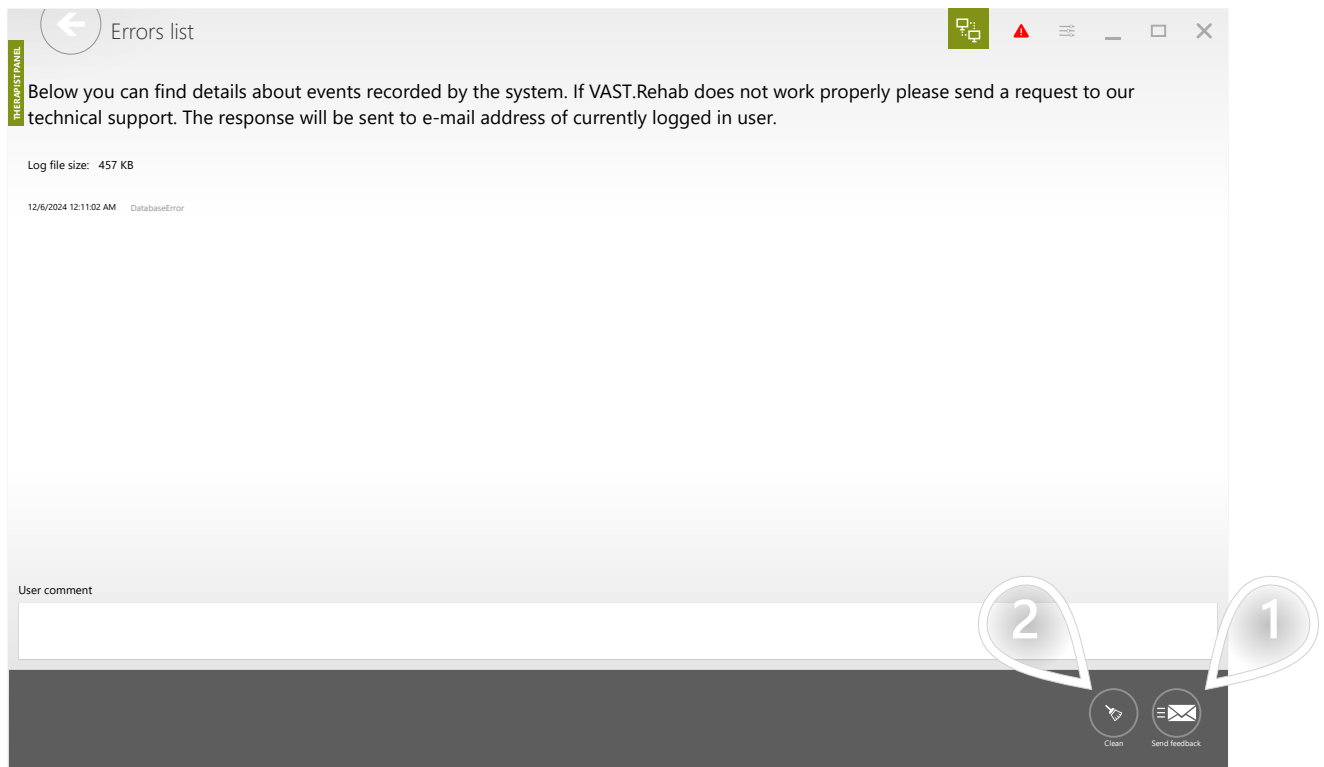 Errors list
THERAPIST PANEL
Below you can find details about events recorded by the system. If VAST.Rehab does not work properly please send a request to our
technical support. The response will be sent to e-mail address of currently logged in user.
Log file size: 457 KB
12/6/2024 12:11:02 AM DatabaseError
User comment
2 1
Clean Send feedback